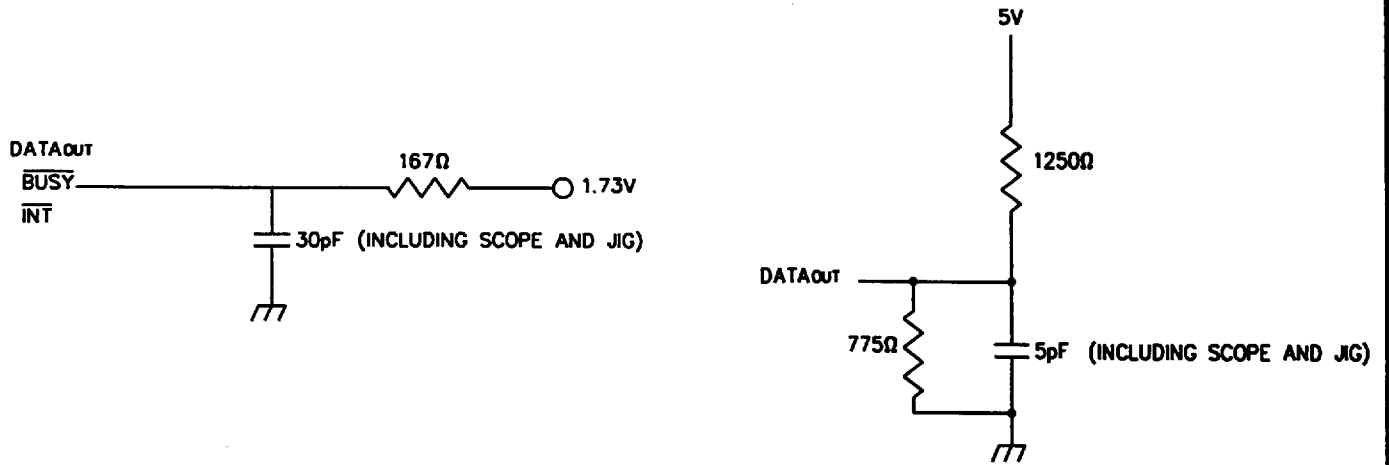 DATAOUT
BUSY
INT
167Ω
1.73V
30pF (INCLUDING SCOPE AND JIG)
5V
1250Ω
DATAOUT
775Ω
5pF (INCLUDING SCOPE AND JIG)